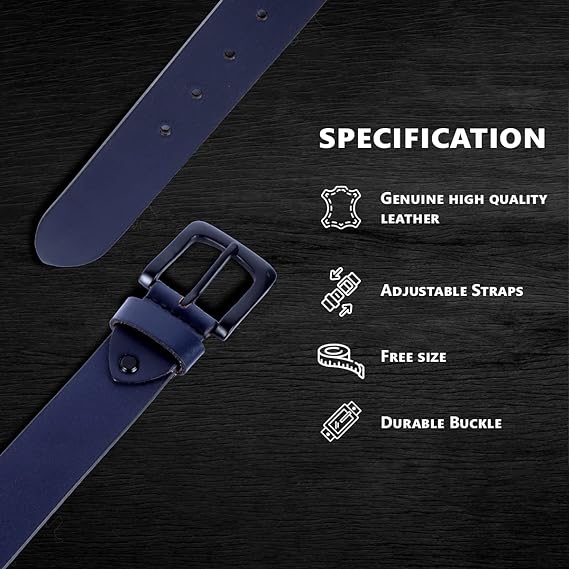 SPECIFICATION
GENUINE HIGH QUALITY
LEATHER
ADJUSTABLE STRAPS
FREE SIZE
DURABLE BUCKLE